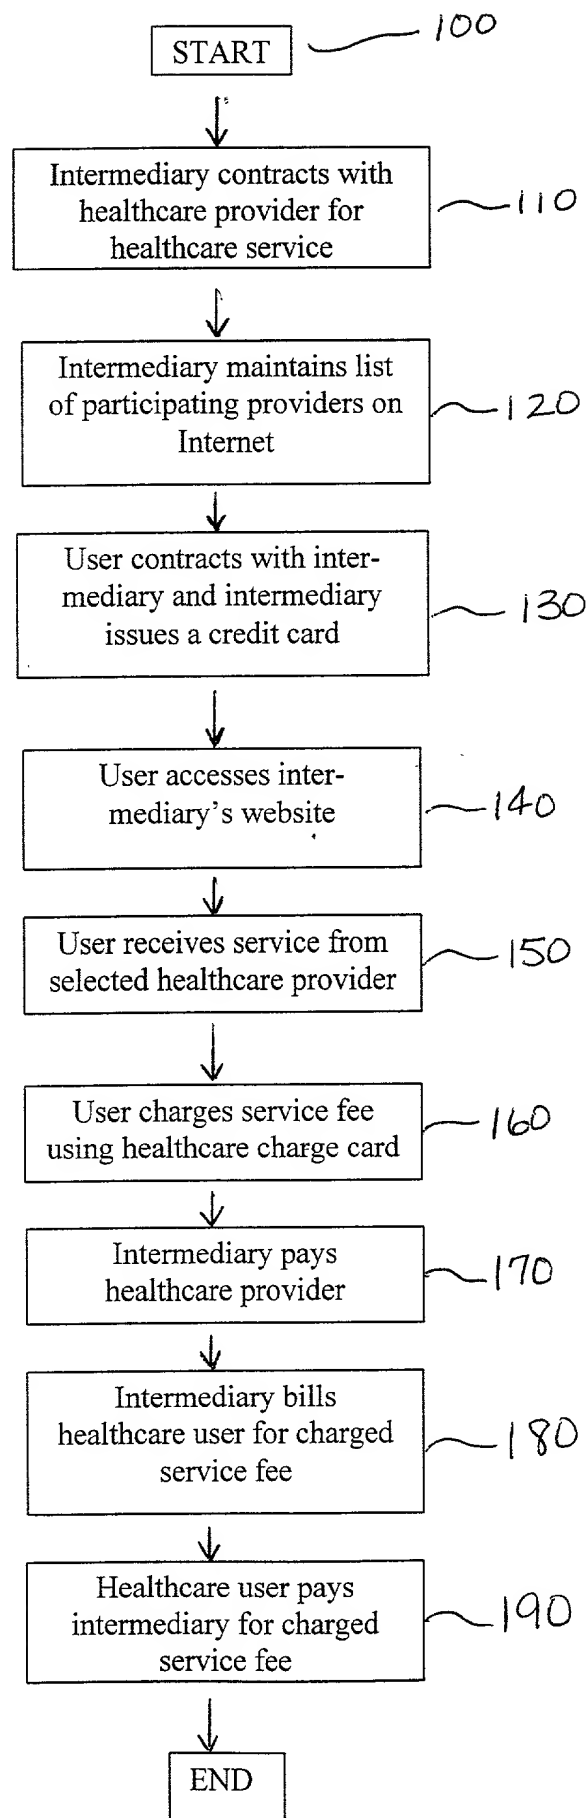 START 100
Intermediary contracts with
healthcare provider for
healthcare service
110
Intermediary maintains list
of participating providers on
Internet
120
User contracts with inter-
mediary and intermediary
issues a credit card
130
User accesses inter-
mediary's website
140
User receives service from
selected healthcare provider
150
User charges service fee
using healthcare charge card
160
Intermediary pays
healthcare provider
170
Intermediary bills
healthcare user for charged
service fee
180
Healthcare user pays
intermediary for charged
service fee
190
END